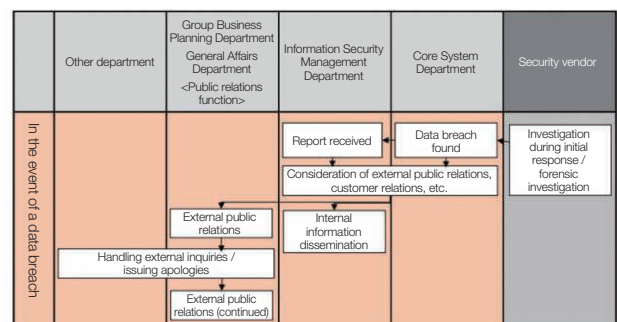 Other department
Group Business
Planning Department
General Affairs
Department
<Public relations
function>
Information Security
Management
Department
Core System
Department
Security vendor
In the event of a data breach
Report received
Data breach
found
Investigation
during initial
response /
forensic
investigation
Consideration of external public relations,
customer relations, etc.
External public
relations
Internal
information
dissemination
Handling external inquiries /
issuing apologies
External public
relations (continued)